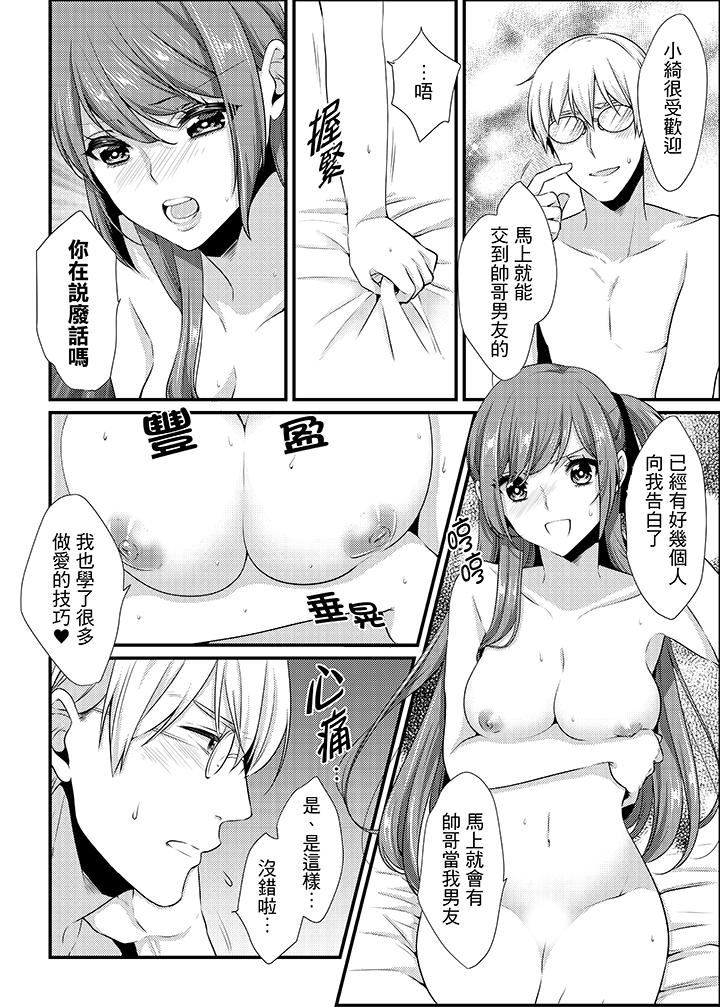 小綺很受歡迎
馬上就能
交到帥哥男友的
…唔
握緊
你在說廢話嗎
已經有好幾個人
向我告白了
哼哼
馬上就會有
帥哥當我男友
豐盈
垂晃
我也學了很多
做愛的技巧♥
心痛…
是、是這樣…
沒錯啦…